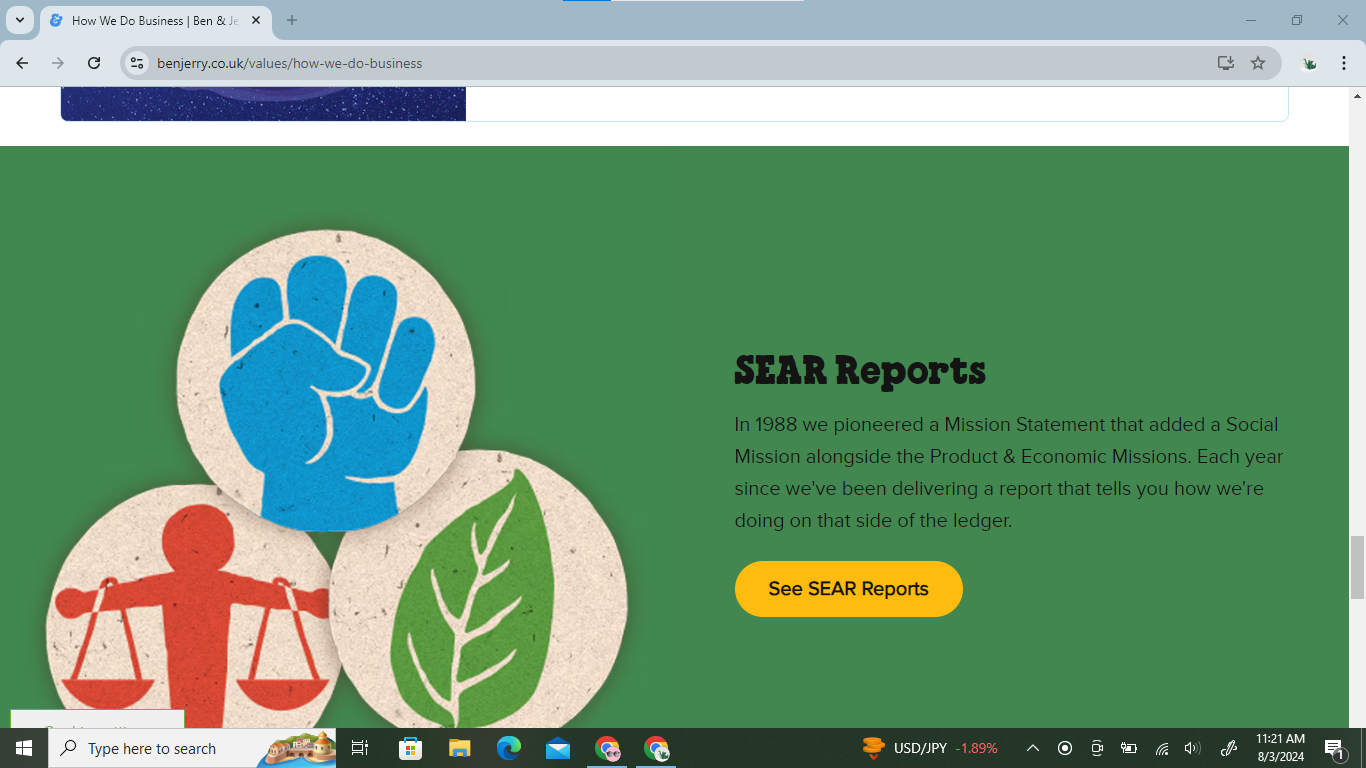 How We Do Business | Ben & Je
benjerry.co.uk/values/how-we-do-business
SEAR Reports
In 1988 we pioneered a Mission Statement that added a Social
Mission alongside the Product & Economic Missions. Each year
since we've been delivering a report that tells you how we're
doing on that side of the ledger.
See SEAR Reports
Type here to search
USD/JPY -1.89%
11:21 AM
8/3/2024
1